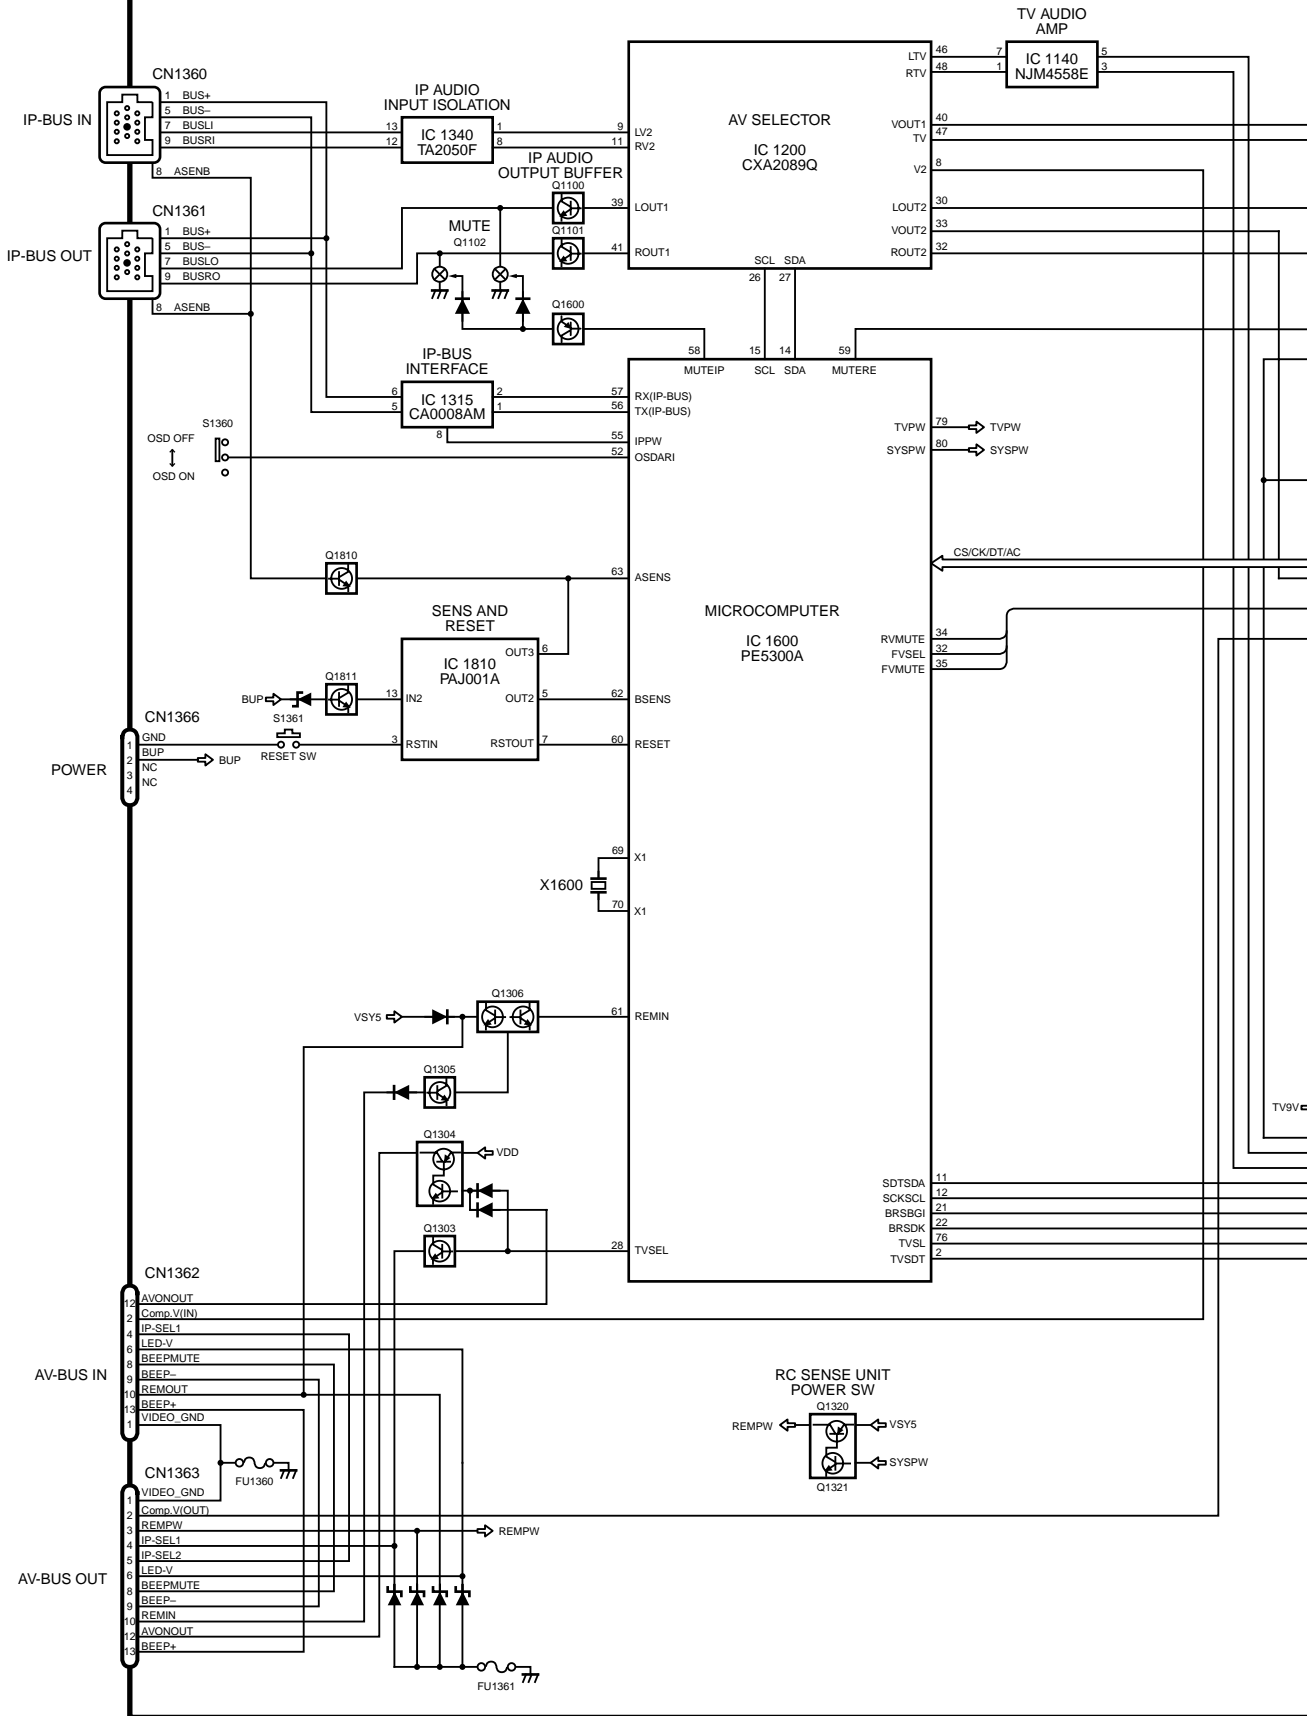 TV AUDIO
AMP
IC 1140
NJM4558E
7
1
5
3
LTV 46
RTV 48
AV SELECTOR
IC 1200
CXA2089Q
VOUT1 40
TV 47
V2 8
LOUT2 30
VOUT2 33
ROUT2 32
9 LV2
11 RV2
39 LOUT1
41 ROUT1
SCL SDA
26 27
CN1360
IP-BUS IN
1 BUS+
5 BUS–
7 BUSLI
9 BUSRI
8 ASENB
IP AUDIO
INPUT ISOLATION
13
12
IC 1340
TA2050F
1
8
IP AUDIO
OUTPUT BUFFER
Q1100
Q1101
CN1361
IP-BUS OUT
1 BUS+
5 BUS–
7 BUSLO
9 BUSRO
8 ASENB
MUTE
Q1102
Q1600
58 15 14 59
MUTEIP SCL SDA MUTERE
IP-BUS
INTERFACE
6
5
IC 1315
CA0008AM
2
1
8
57 RX(IP-BUS)
56 TX(IP-BUS)
55 IPPW
52 OSDARI
S1360
OSD OFF
OSD ON
TVPW 79 TVPW
SYSPW 80 SYSPW
CS/CK/DT/AC
Q1810
63 ASENS
MICROCOMPUTER
IC 1600
PE5300A
RVMUTE 34
FVSEL 32
FVMUTE 35
SENS AND
RESET
IC 1810
PAJ001A
OUT3 6
13 IN2
OUT2 5
3 RSTIN
RSTOUT 7
62 BSENS
60 RESET
BUP
Q1811
S1361
RESET SW
CN1366
POWER
1 GND
2 BUP
3 NC
4 NC
BUP
69 X1
X1600
70 X1
VSY5
Q1306
61 REMIN
Q1305
Q1304
VDD
Q1303
28 TVSEL
TV9V
SDTSDA 11
SCKSCL 12
BRSBGI 21
BRSDK 22
TVSL 76
TVSDT 2
CN1362
AV-BUS IN
12 AVONOUT
2 Comp.V(IN)
4 IP-SEL1
6 LED-V
8 BEEPMUTE
9 BEEP–
10 REMOUT
13 BEEP+
1 VIDEO_GND
FU1360
RC SENSE UNIT
POWER SW
Q1320
REMPW
VSY5
SYSPW
Q1321
CN1363
AV-BUS OUT
1 VIDEO_GND
2 Comp.V(OUT)
3 REMPW
4 IP-SEL1
5 IP-SEL2
6 LED-V
8 BEEPMUTE
9 BEEP–
10 REMIN
12 AVONOUT
13 BEEP+
REMPW
FU1361